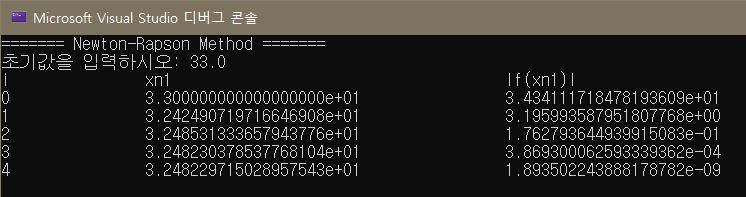 Microsoft Visual Studio 디버그 콘솔
======= Newton-Rapson Method =======
초기값을 입력하시오: 33.0
i xn1 |f(xn1)|
0 3.300000000000000000e+01 3.434111718478193609e+01
1 3.242490719716646908e+01 3.195993587951807768e+00
2 3.248531333657943776e+01 1.762793644939915083e-01
3 3.248230378537768104e+01 3.869300062593339362e-04
4 3.248229715028957543e+01 1.893502243888178782e-09